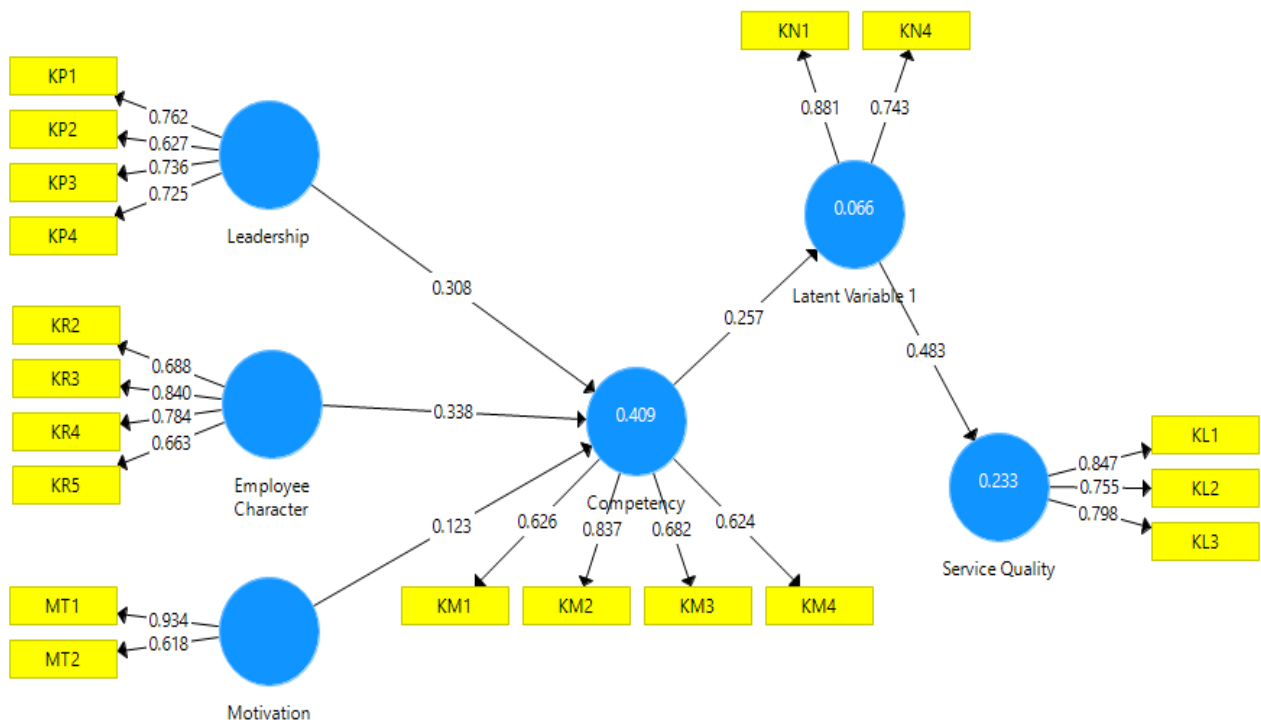 KN1
KN4
0.881
0.743
0.066
Latent Variable 1
KP1
KP2
KP3
KP4
0.762
0.627
0.736
0.725
Leadership
0.308
KR2
KR3
KR4
KR5
0.688
0.840
0.784
0.663
Employee
Character
0.338
MT1
MT2
0.934
0.618
Motivation
0.123
0.409
Competency
0.626
0.837
0.682
0.624
KM1
KM2
KM3
KM4
0.257
0.483
0.233
Service Quality
0.847
0.755
0.798
KL1
KL2
KL3